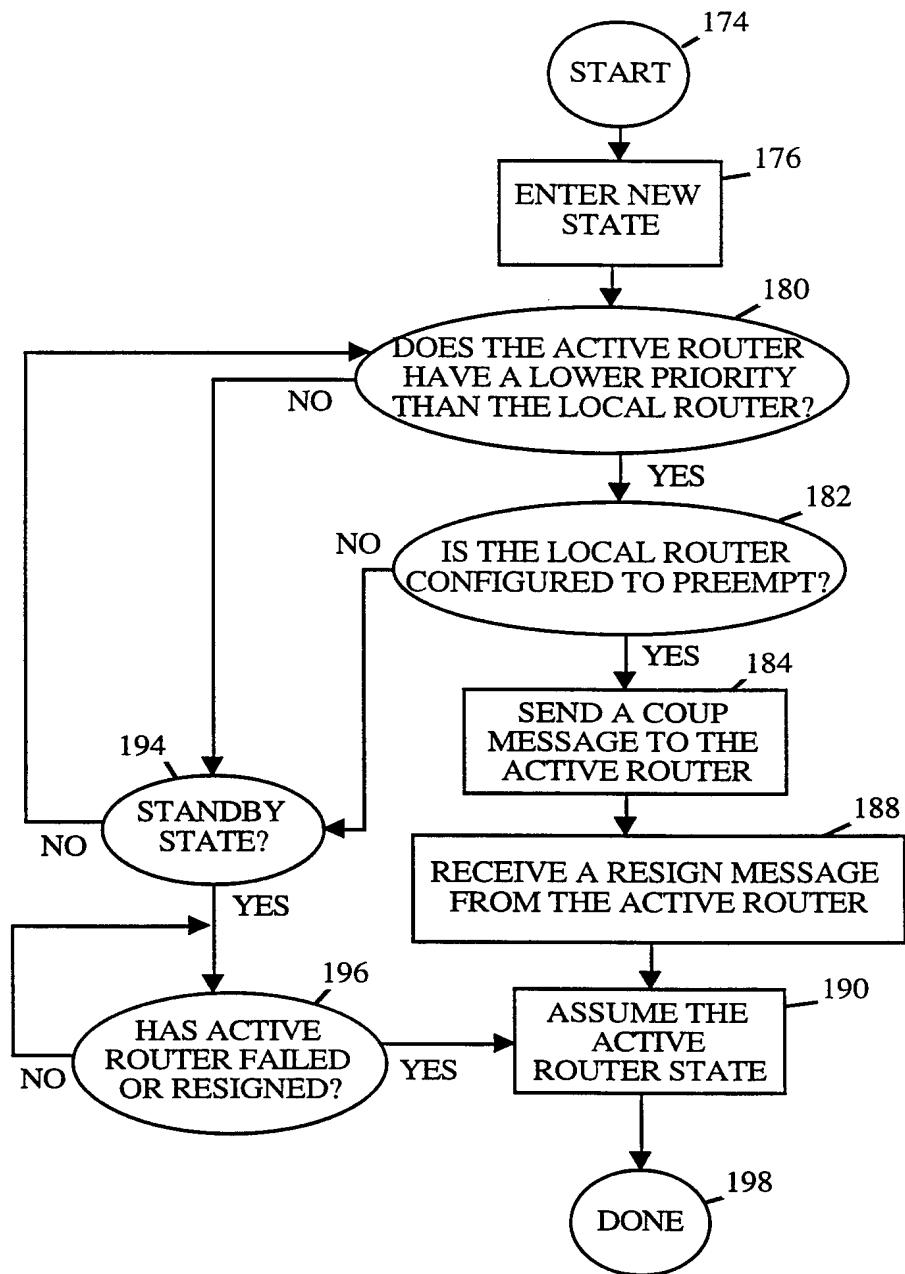 174
START
176
ENTER NEW
STATE
180
DOES THE ACTIVE ROUTER
HAVE A LOWER PRIORITY
THAN THE LOCAL ROUTER?
NO
YES
182
NO
IS THE LOCAL ROUTER
CONFIGURED TO PREEMPT?
YES
184
SEND A COUP
MESSAGE TO THE
ACTIVE ROUTER
194
STANDBY
STATE?
NO
YES
188
RECEIVE A RESIGN MESSAGE
FROM THE ACTIVE ROUTER
196
HAS ACTIVE
ROUTER FAILED
OR RESIGNED?
NO
YES
190
ASSUME THE
ACTIVE
ROUTER STATE
198
DONE